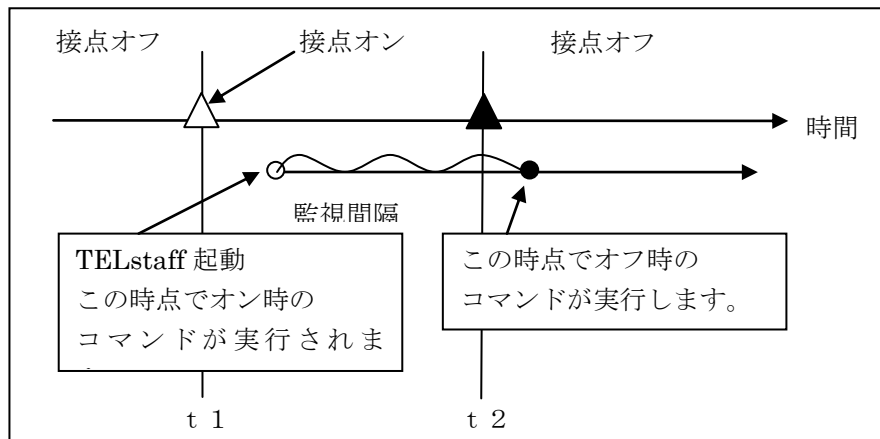 接点オフ 接点オン 接点オフ
時間
監視間隔
TELstaff 起動
この時点でオン時の
コマンドが実行されま
この時点でオフ時の
コマンドが実行します。
t 1 t 2